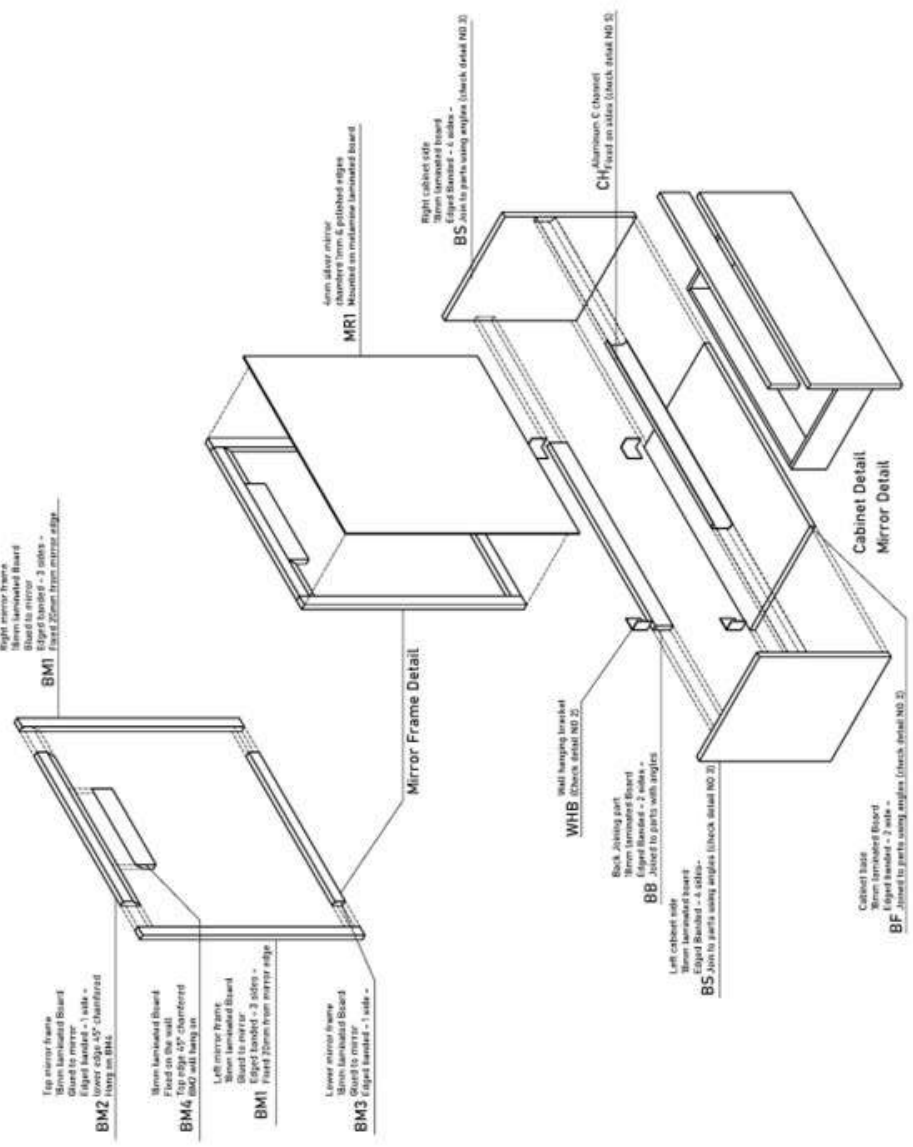 Top mirror frame
18mm laminated Board
Glued to mirror
Edged banded - 1 side -
lower edge 45° chamfered
BM2 Hang on BM4
18mm laminated Board
Fixed on the wall
Top edge 45° chamfered
BM4 BM2 will hang on
Left mirror frame
18mm laminated Board
Glued to mirror
Edged banded - 3 sides -
BM1 Fixed 20mm from mirror edge
Lower mirror frame
18mm laminated Board
Glued to mirror
BM3 Edged banded - 1 side -
Right mirror frame
18mm laminated Board
Glued to mirror
Edged banded - 3 sides -
BM1 Fixed 20mm from mirror edge
Mirror Frame Detail
4mm silver mirror
chamferd 1mm & polished edges
MR1 Mounted on melamine laminated board
Wall hanging bracket
WHB (Check detail NO 2)
Back Joining part
18mm laminated Board
Edged Banded - 2 sides -
BB Joined to parts with angles
Left cabinet side
18mm laminated board
Edged Banded - 4 sides-
BS Join to parts using angles (check detail NO 3)
Cabinet base
18mm laminated Board
Edged banded - 2 side -
BF Joined to parts using angles (check detail NO 3)
Right cabinet side
18mm laminated board
Edged Banded - 4 sides -
BS Join to parts using angles (check detail NO 3)
Aluminum C channel
CH Fixed on sides (check detail NO 5)
Cabinet Detail
Mirror Detail